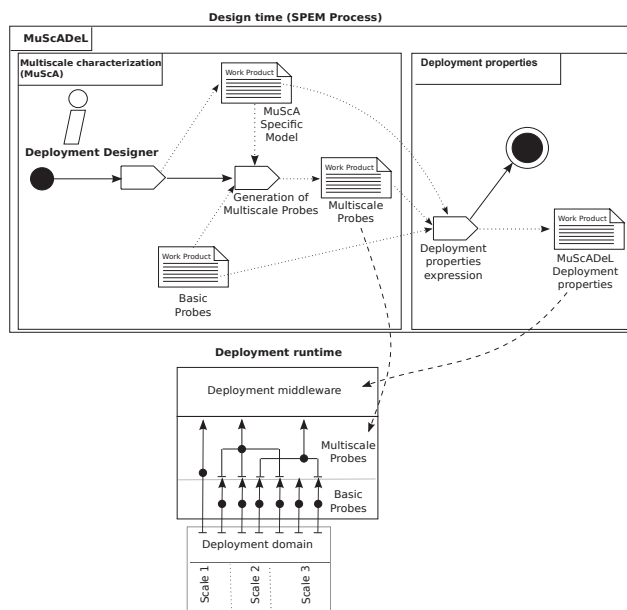 Design time (SPEM Process)
MuScADeL
Multiscale characterization
(MuScA)
Deployment properties
Work Product
MuScA
Specific
Model
Deployment Designer
Work Product
Generation of
Multiscale Probes
Multiscale
Probes
Work Product
Basic
Probes
Deployment
properties
expression
Work Product
MuScADeL
Deployment
properties
Deployment runtime
Deployment middleware
Multiscale
Probes
Basic
Probes
Deployment domain
Scale 1
Scale 2
Scale 3